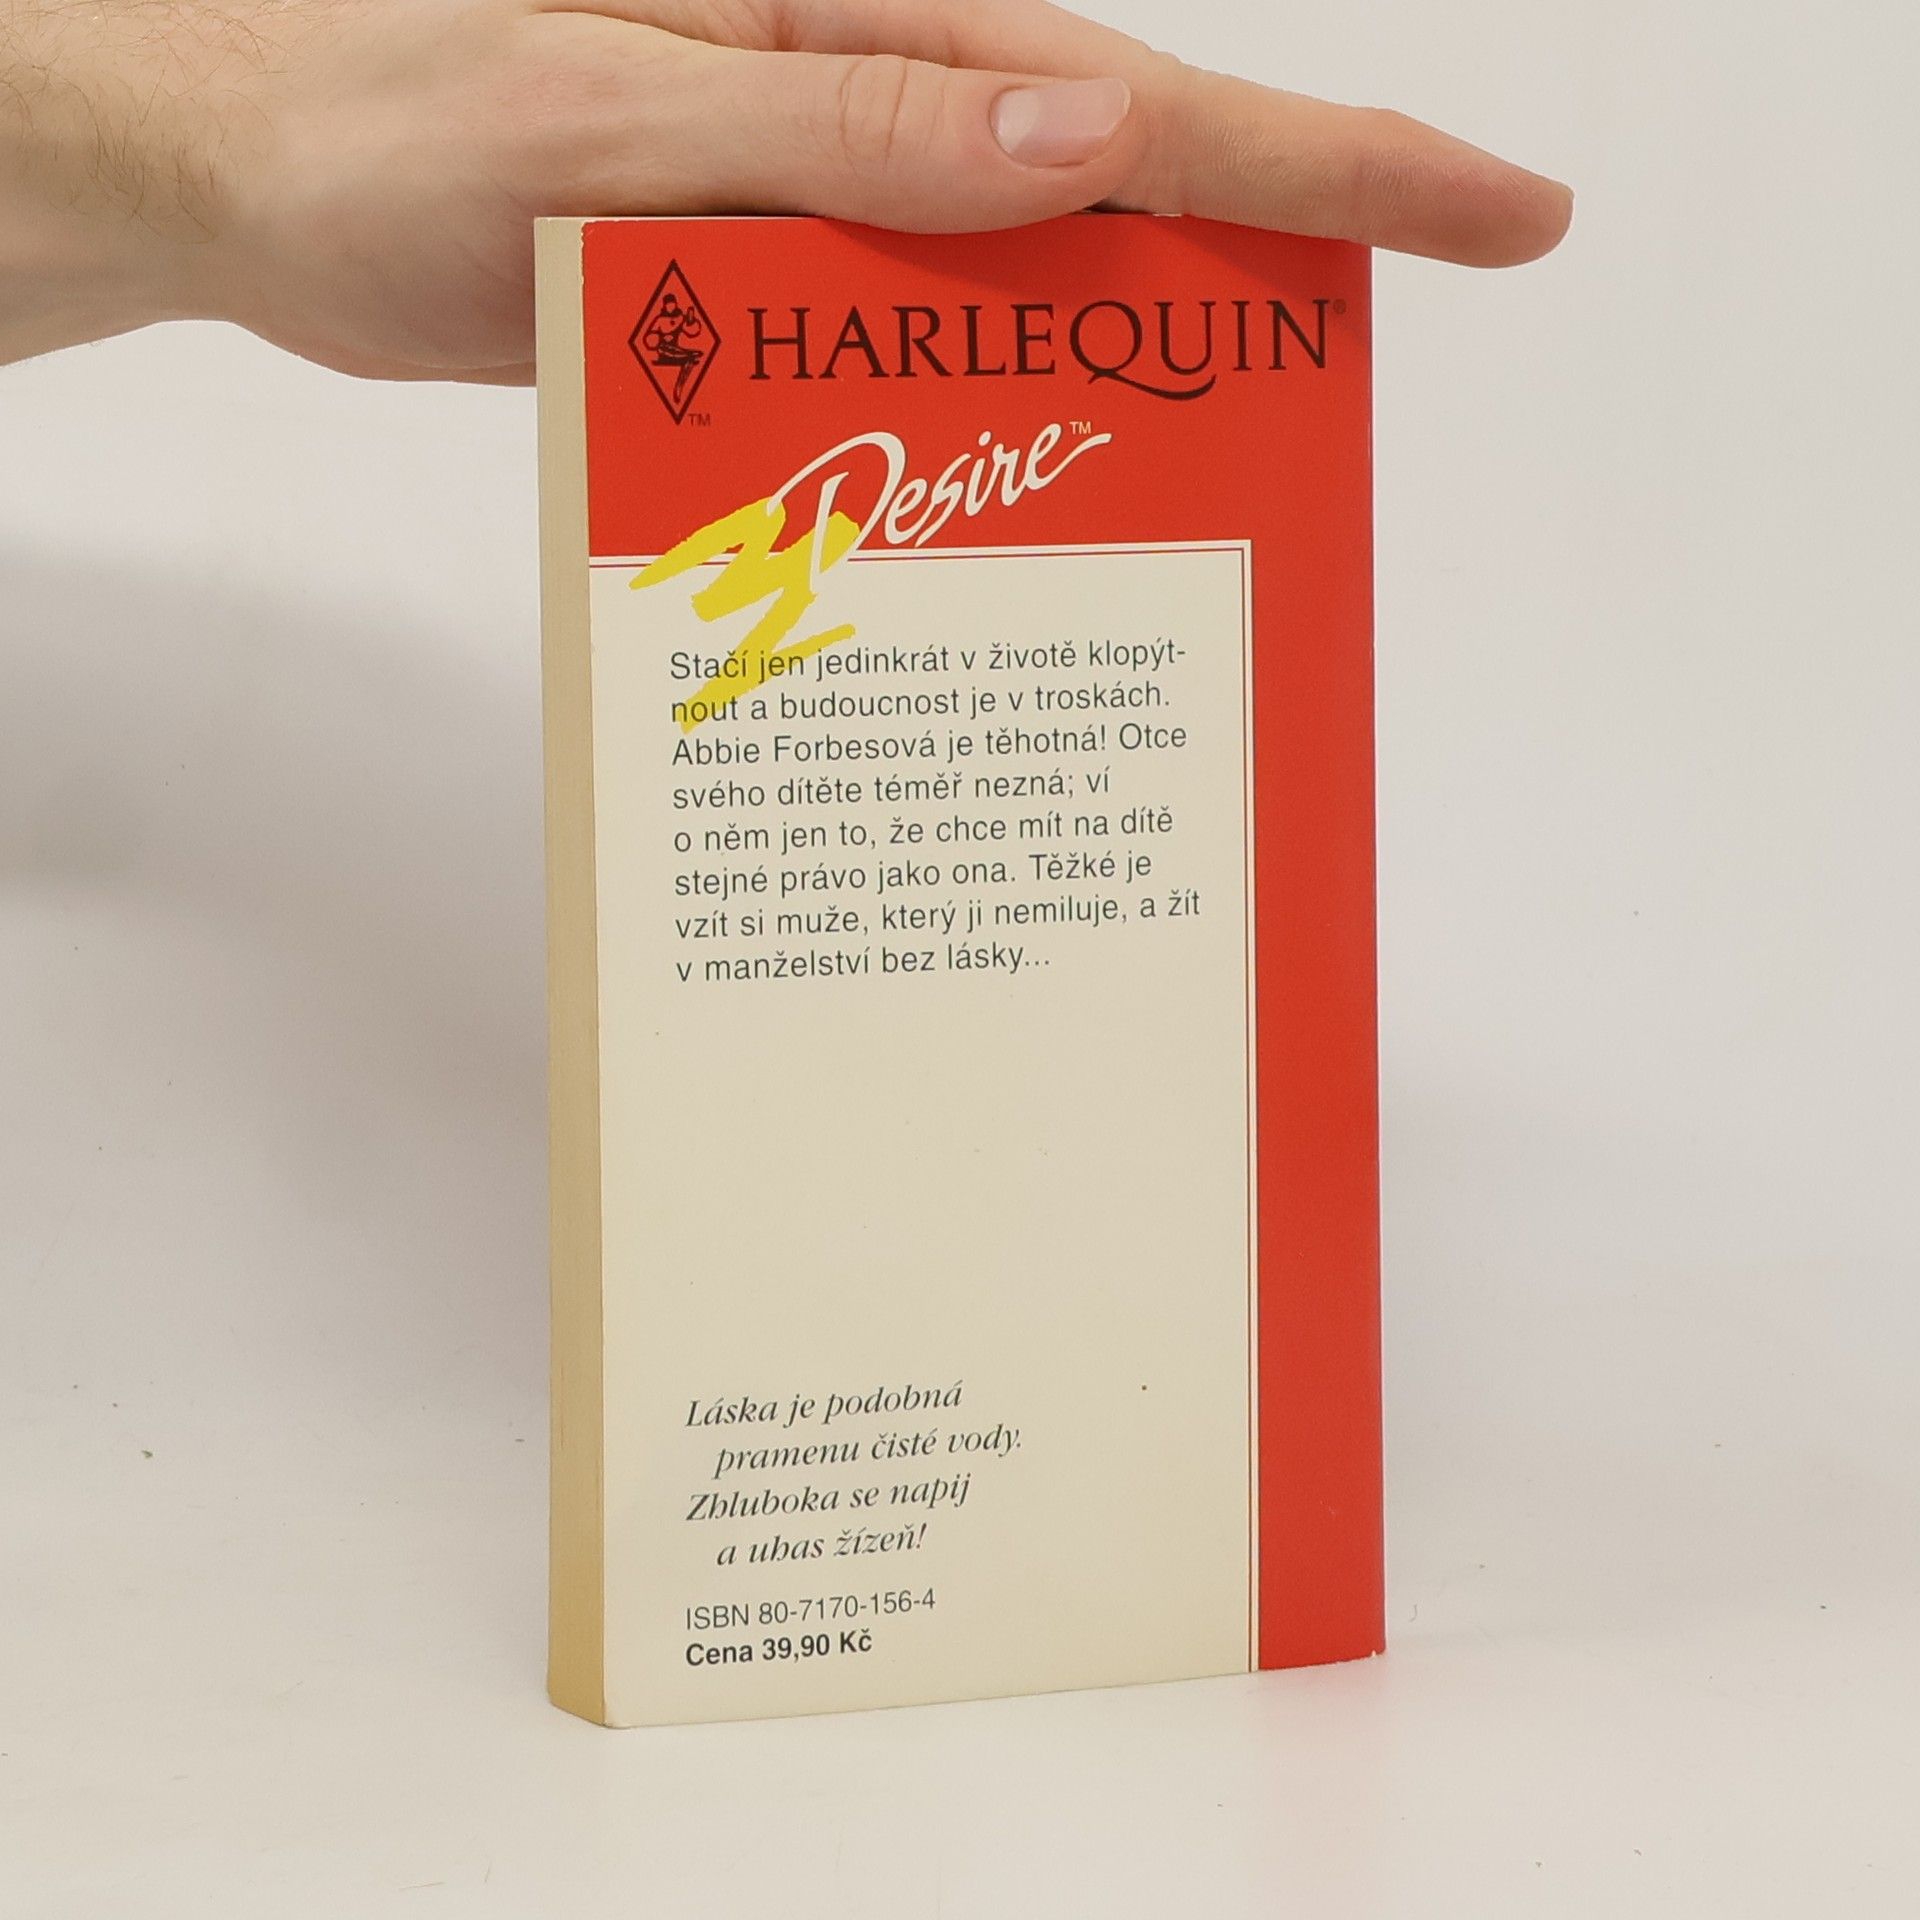 HARLEQUIN®
TM
Desire™
Stačí jen jedinkrát v životě klopýt-
nout a budoucnost je v troskách.
Abbie Forbesová je těhotná! Otce
svého dítěte téměř nezná; ví
o něm jen to, že chce mít na dítě
stejné právo jako ona. Těžké je
vzít si muže, který ji nemiluje, a žít
v manželství bez lásky...
Láska je podobná
pramenu čisté vody.
Zhluboka se napij
a uhas žízeň!
ISBN 80-7170-156-4
Cena 39,90 Kč